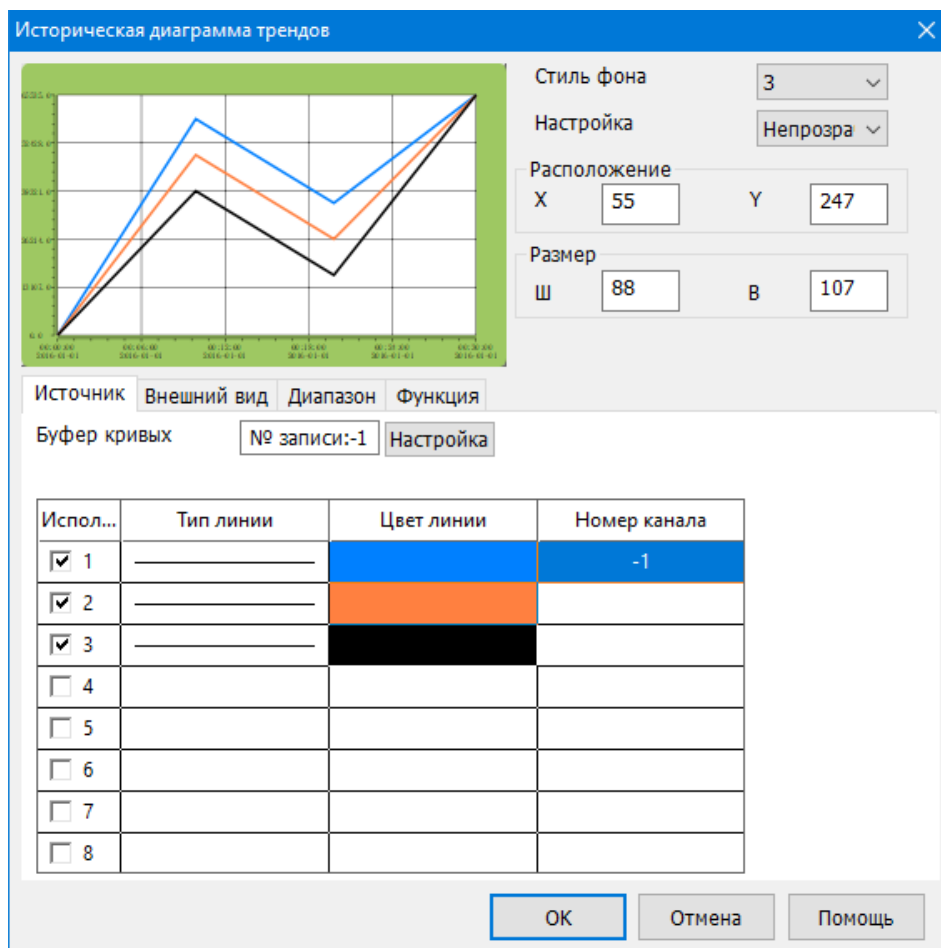 Историческая диаграмма трендов
Стиль фона 3
Настройка Непрозра
Расположение
X 55 Y 247
Размер
Ш 88 В 107
Источник Внешний вид Диапазон Функция
Буфер кривых № записи:-1 Настройка
Испол... Тип линии Цвет линии Номер канала
1 -1
2
3
4
5
6
7
8
OK Отмена Помощь